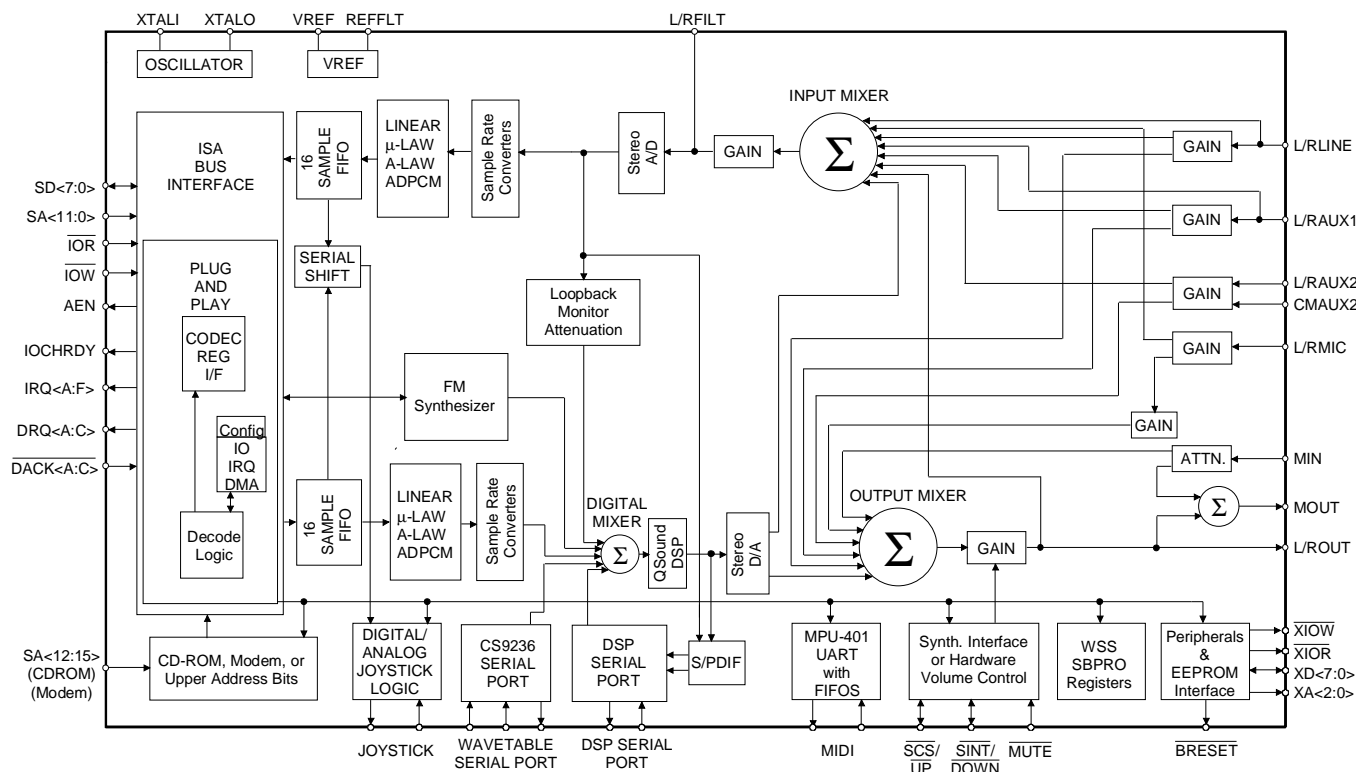 XTALI XTALO VREF REFFLT L/RFILT
OSCILLATOR
VREF
INPUT MIXER
ISA
BUS
INTERFACE
16
SAMPLE
FIFO
LINEAR
µ-LAW
A-LAW
ADPCM
Sample Rate
Converters
Stereo
A/D
GAIN
Σ
GAIN
L/RLINE
SD<7:0>
SA<11:0>
IOR
IOW
AEN
IOCHRDY
IRQ<A:F>
DRQ<A:C>
DACK<A:C>
PLUG
AND
PLAY
CODEC
REG
I/F
Config
IO
IRQ
DMA
Decode
Logic
SERIAL
SHIFT
Loopback
Monitor
Attenuation
FM
Synthesizer
GAIN
L/RAUX1
GAIN
L/RAUX2
CMAUX2
GAIN
L/RMIC
GAIN
ATTN.
MIN
Σ
MOUT
L/ROUT
16
SAMPLE
FIFO
LINEAR
µ-LAW
A-LAW
ADPCM
Sample Rate
Converters
DIGITAL
MIXER
Σ
QSound
DSP
Stereo
D/A
OUTPUT MIXER
Σ
GAIN
SA<12:15>
(CDROM)
(Modem)
CD-ROM, Modem, or
Upper Address Bits
DIGITAL/
ANALOG
JOYSTICK
LOGIC
CS9236
SERIAL
PORT
DSP
SERIAL
PORT
S/PDIF
MPU-401
UART
with
FIFOS
Synth. Interface
or Hardware
Volume Control
WSS
SBPRO
Registers
Peripherals
&
EEPROM
Interface
XIOW
XIOR
XD<7:0>
XA<2:0>
JOYSTICK
WAVETABLE
SERIAL PORT
DSP SERIAL
PORT
MIDI
SCS/
UP
SINT/
DOWN
MUTE
BRESET